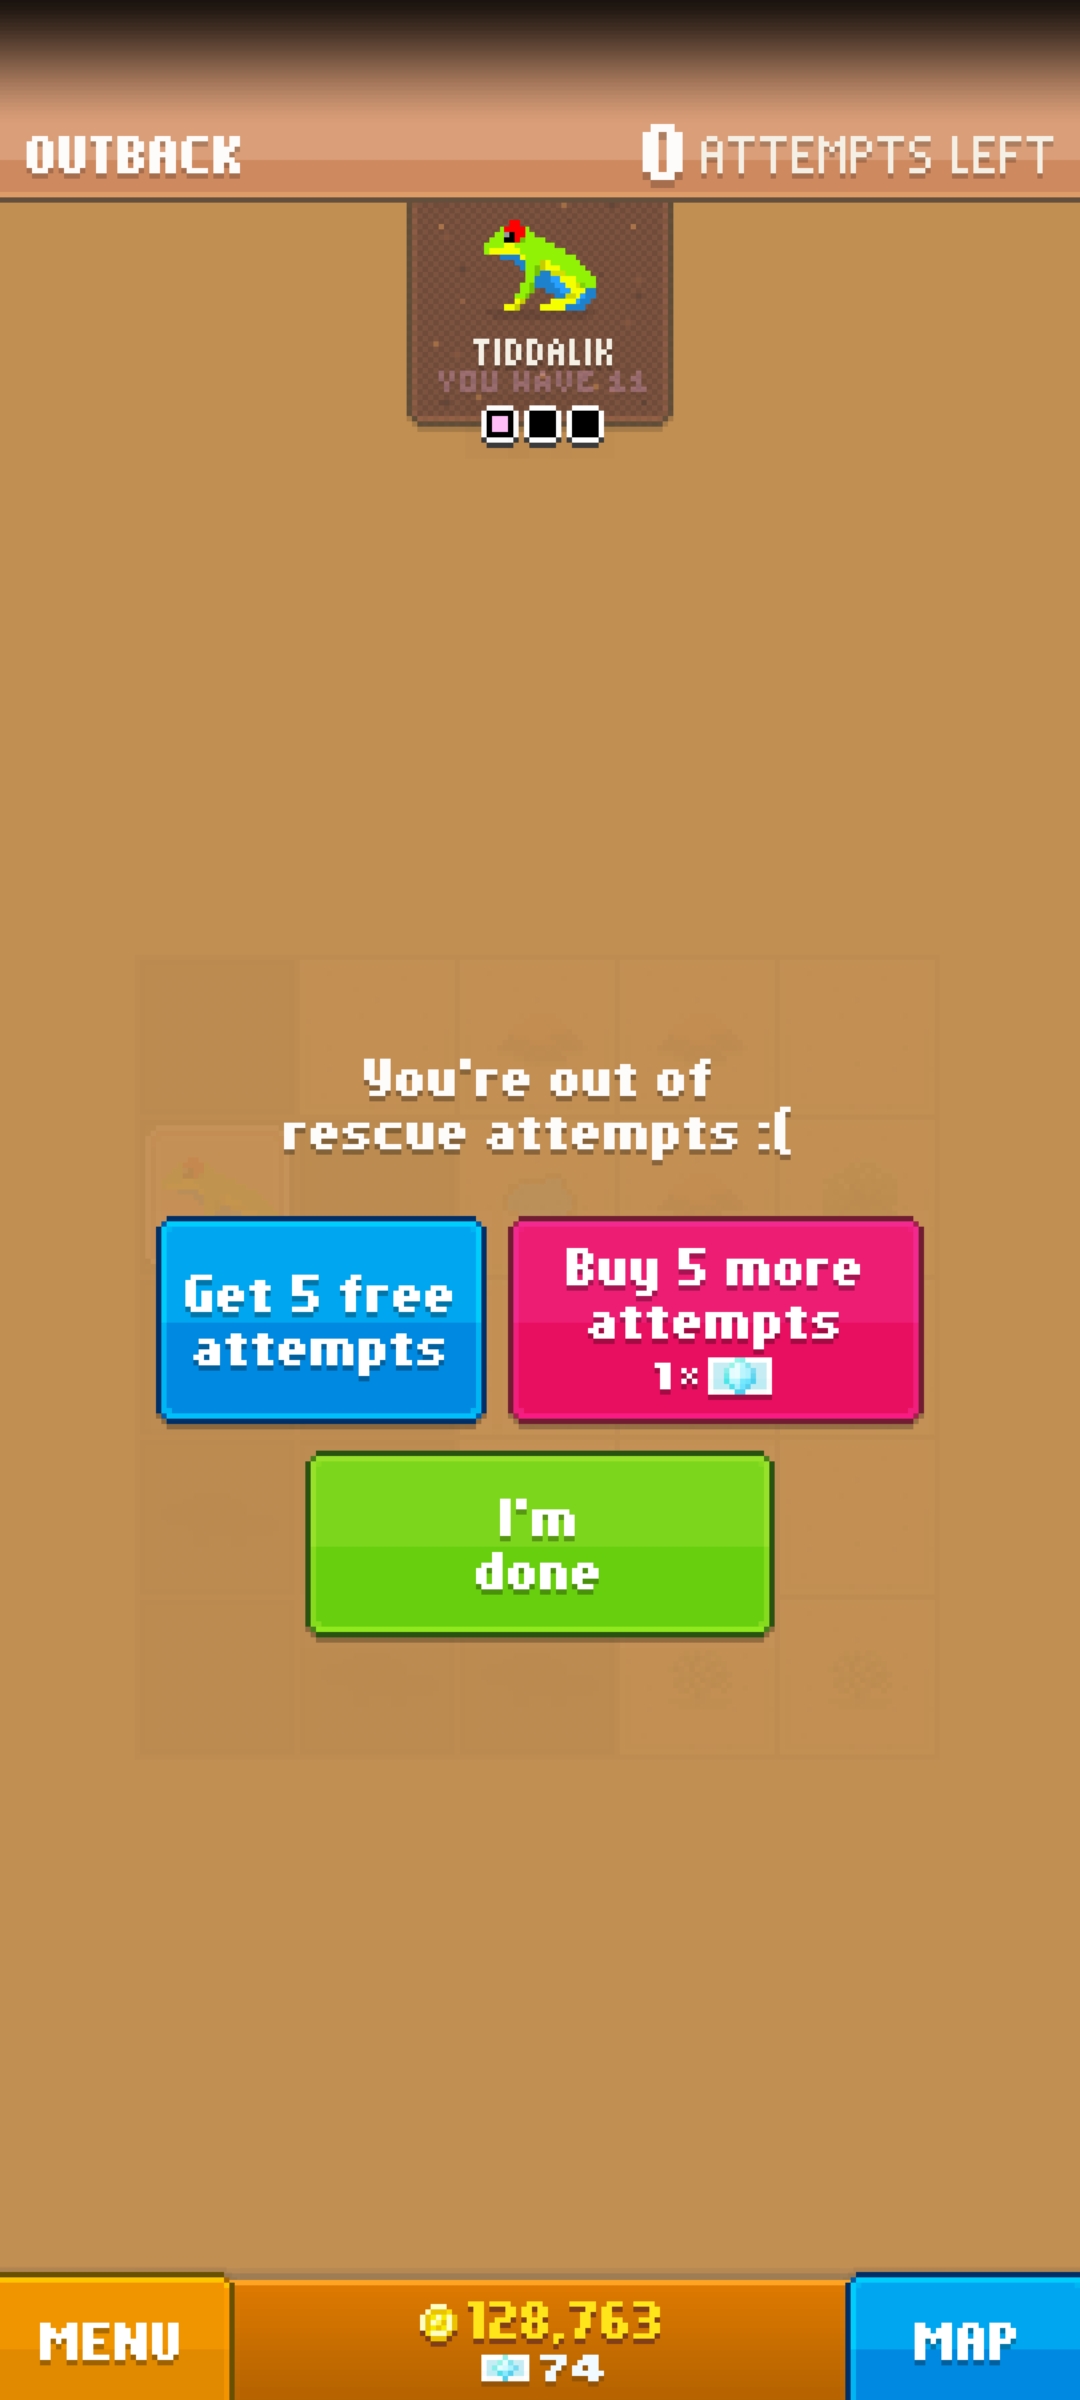 OUTBACK
0 ATTEMPTS LEFT
TIDDALIK
YOU HAVE 11
You're out of
rescue attempts :(
Get 5 free
attempts
Buy 5 more
attempts
1×
I'm
done
MENU
128,763
74
MAP